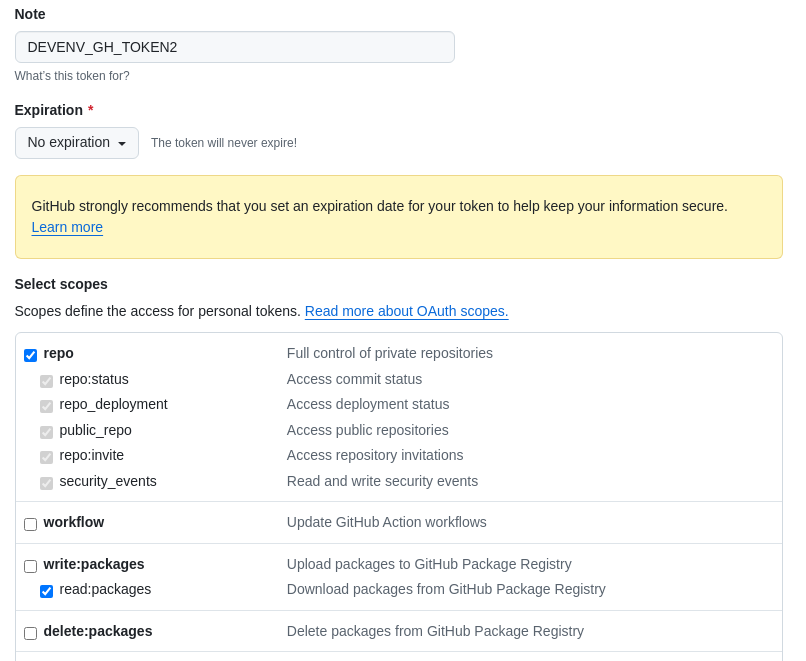 Note
DEVENV_GH_TOKEN2
What's this token for?
Expiration *
No expiration The token will never expire!
GitHub strongly recommends that you set an expiration date for your token to help keep your information secure.
Learn more
Select scopes
Scopes define the access for personal tokens. Read more about OAuth scopes.
repo Full control of private repositories
repo:status Access commit status
repo_deployment Access deployment status
public_repo Access public repositories
repo:invite Access repository invitations
security_events Read and write security events
workflow Update GitHub Action workflows
write:packages Upload packages to GitHub Package Registry
read:packages Download packages from GitHub Package Registry
delete:packages Delete packages from GitHub Package Registry